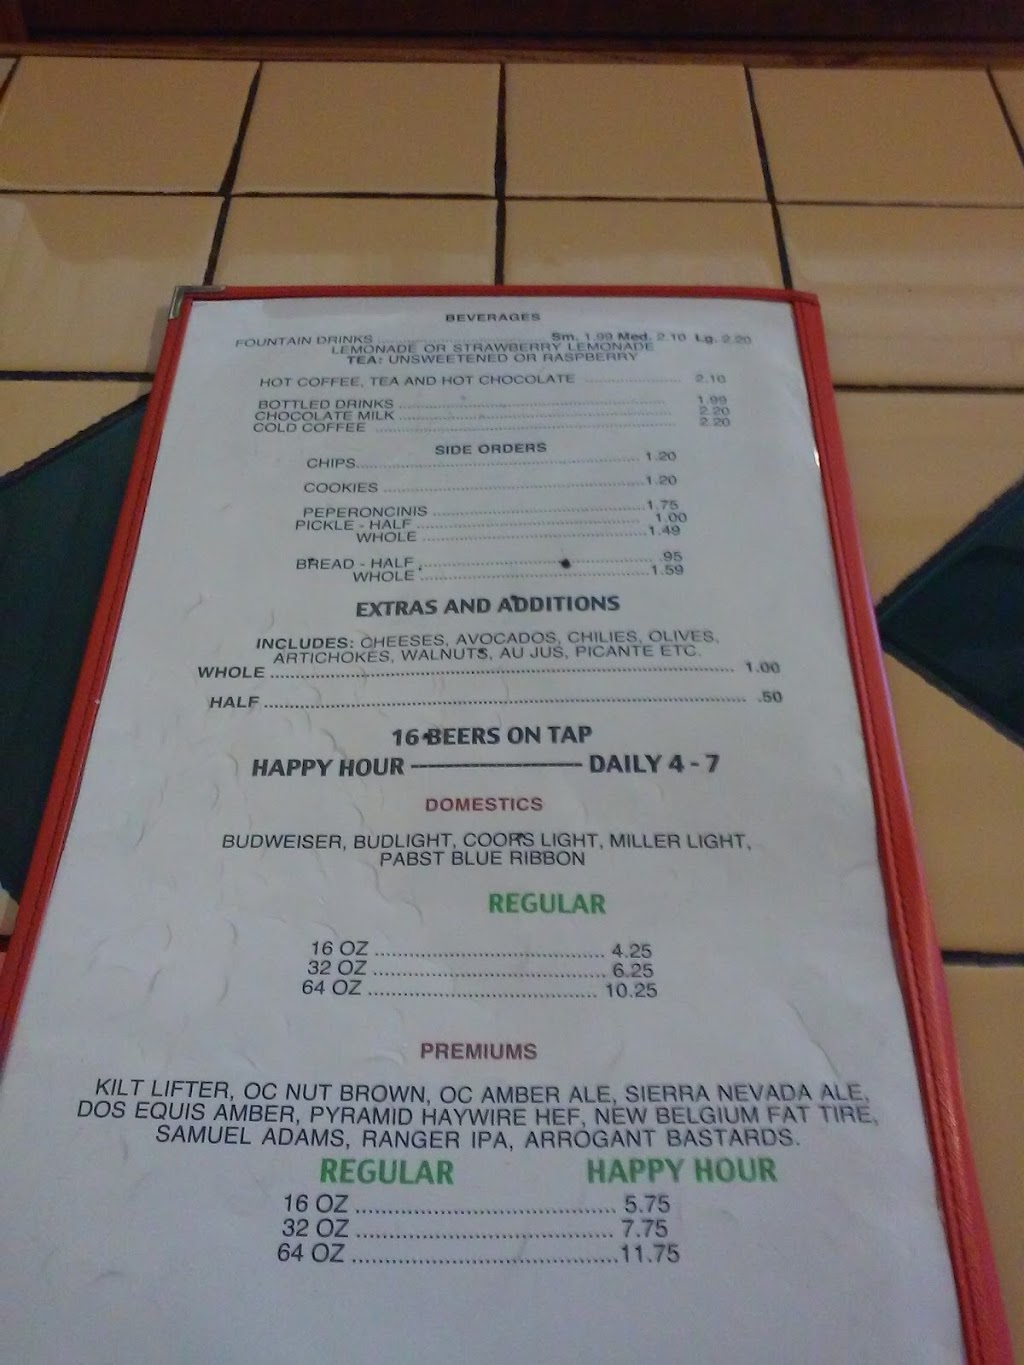 BEVERAGES
FOUNTAIN DRINKS ........ Sm. 1.99 Med. 2.10 Lg. 2.20
LEMONADE OR STRAWBERRY LEMONADE
TEA: UNSWEETENED OR RASPBERRY
HOT COFFEE, TEA AND HOT CHOCOLATE ........ 2.10
BOTTLED DRINKS ........ 1.99
CHOCOLATE MILK ........ 2.20
COLD COFFEE ........ 2.20
SIDE ORDERS
CHIPS........ 1.20
COOKIES ........1.20
PEPERONCINIS ........1.75
PICKLE - HALF ........ 1.00
WHOLE ........1.49
BREAD - HALF ........ .95
WHOLE ........1.59
EXTRAS AND ADDITIONS
INCLUDES: CHEESES, AVOCADOS, CHILIES, OLIVES,
ARTICHOKES, WALNUTS, AU JUS, PICANTE ETC.
WHOLE ........ 1.00
HALF ........ .50
16 BEERS ON TAP
HAPPY HOUR -------------------- DAILY 4 - 7
DOMESTICS
BUDWEISER, BUDLIGHT, COORS LIGHT, MILLER LIGHT,
PABST BLUE RIBBON
REGULAR
16 OZ ........ 4.25
32 OZ ........ 6.25
64 OZ ........ 10.25
PREMIUMS
KILT LIFTER, OC NUT BROWN, OC AMBER ALE, SIERRA NEVADA ALE,
DOS EQUIS AMBER, PYRAMID HAYWIRE HEF, NEW BELGIUM FAT TIRE,
SAMUEL ADAMS, RANGER IPA, ARROGANT BASTARDS.
REGULAR HAPPY HOUR
16 OZ ........ 5.75
32 OZ ........ 7.75
64 OZ ........11.75